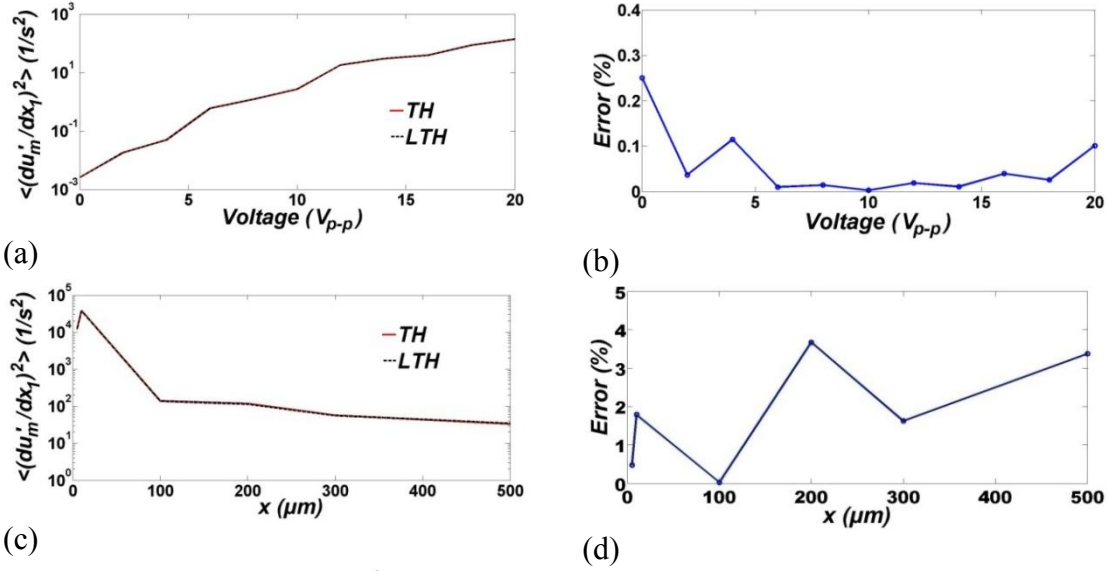 <(du'm/dx1)2> (1/s2)
10^3
10^1
10^-1
10^-3
TH
LTH
0 5 10 15 20
Voltage (Vp-p)
(a)
Error (%)
0.4
0.3
0.2
0.1
0
0 5 10 15 20
Voltage (Vp-p)
(b)
<(du'm/dx1)2> (1/s2)
10^5
10^4
10^3
10^2
10^1
10^0
TH
LTH
0 100 200 300 400 500
x (μm)
(c)
Error (%)
5
4
3
2
1
0
0 100 200 300 400 500
x (μm)
(d)